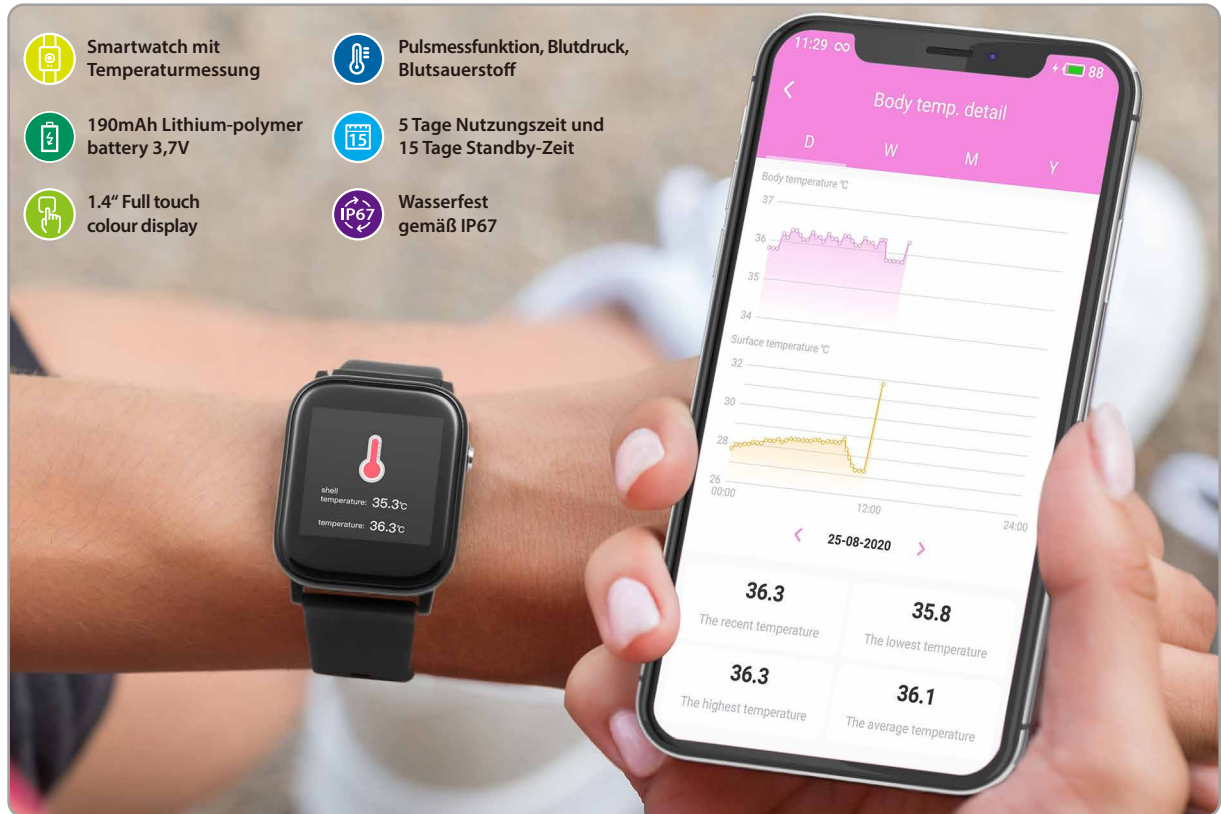 Smartwatch mit
Temperaturmessung
Pulsmessfunktion, Blutdruck,
Blutsauerstoff
190mAh Lithium-polymer
battery 3,7V
15
5 Tage Nutzungszeit und
15 Tage Standby-Zeit
1.4“ Full touch
colour display
IP67
Wasserfest
gemäß IP67
shell
temperature: 35.3℃
temperature: 36.3℃
11:29
88
Body temp. detail
D W M Y
Body temperature ℃
37
36
35
34
Surface temperature ℃
32
30
28
26
00:00 12:00 24:00
25-08-2020
36.3
The recent temperature
35.8
The lowest temperature
36.3
The highest temperature
36.1
The average temperature